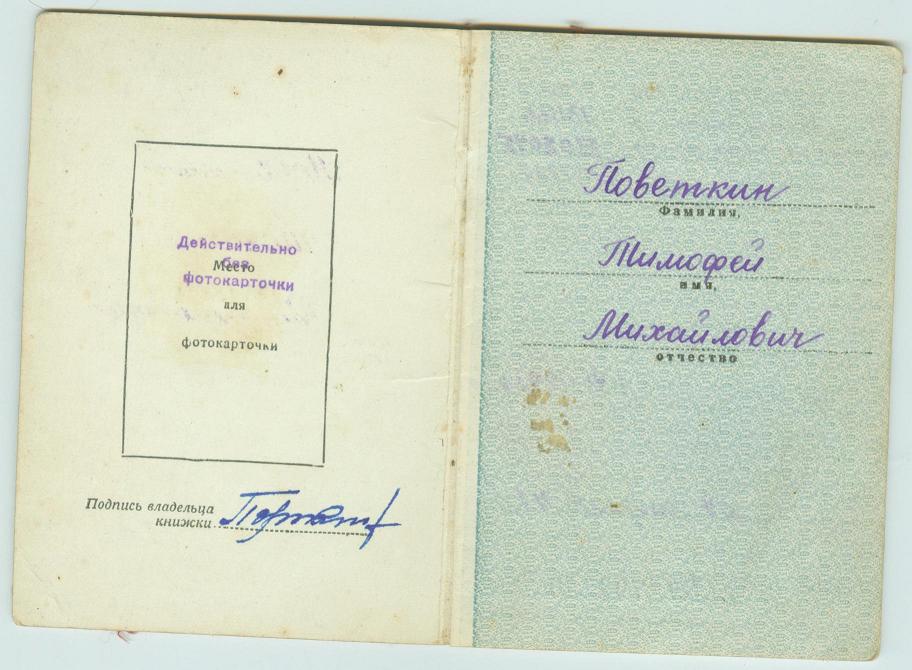 Действительно
без
Место
фотокарточки
для
фотокарточки
Подпись владельца
книжки
Поветкин
Фамилия,
Тимофей
имя,
Михайлович
отчество